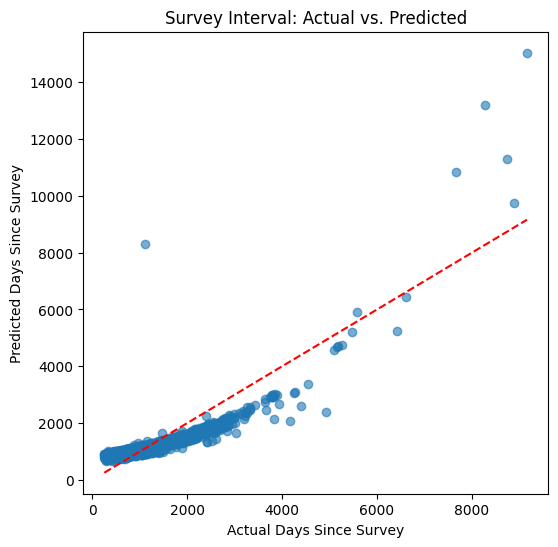 Survey Interval: Actual vs. Predicted
Predicted Days Since Survey
14000
12000
10000
8000
6000
4000
2000
0
0 2000 4000 6000 8000
Actual Days Since Survey